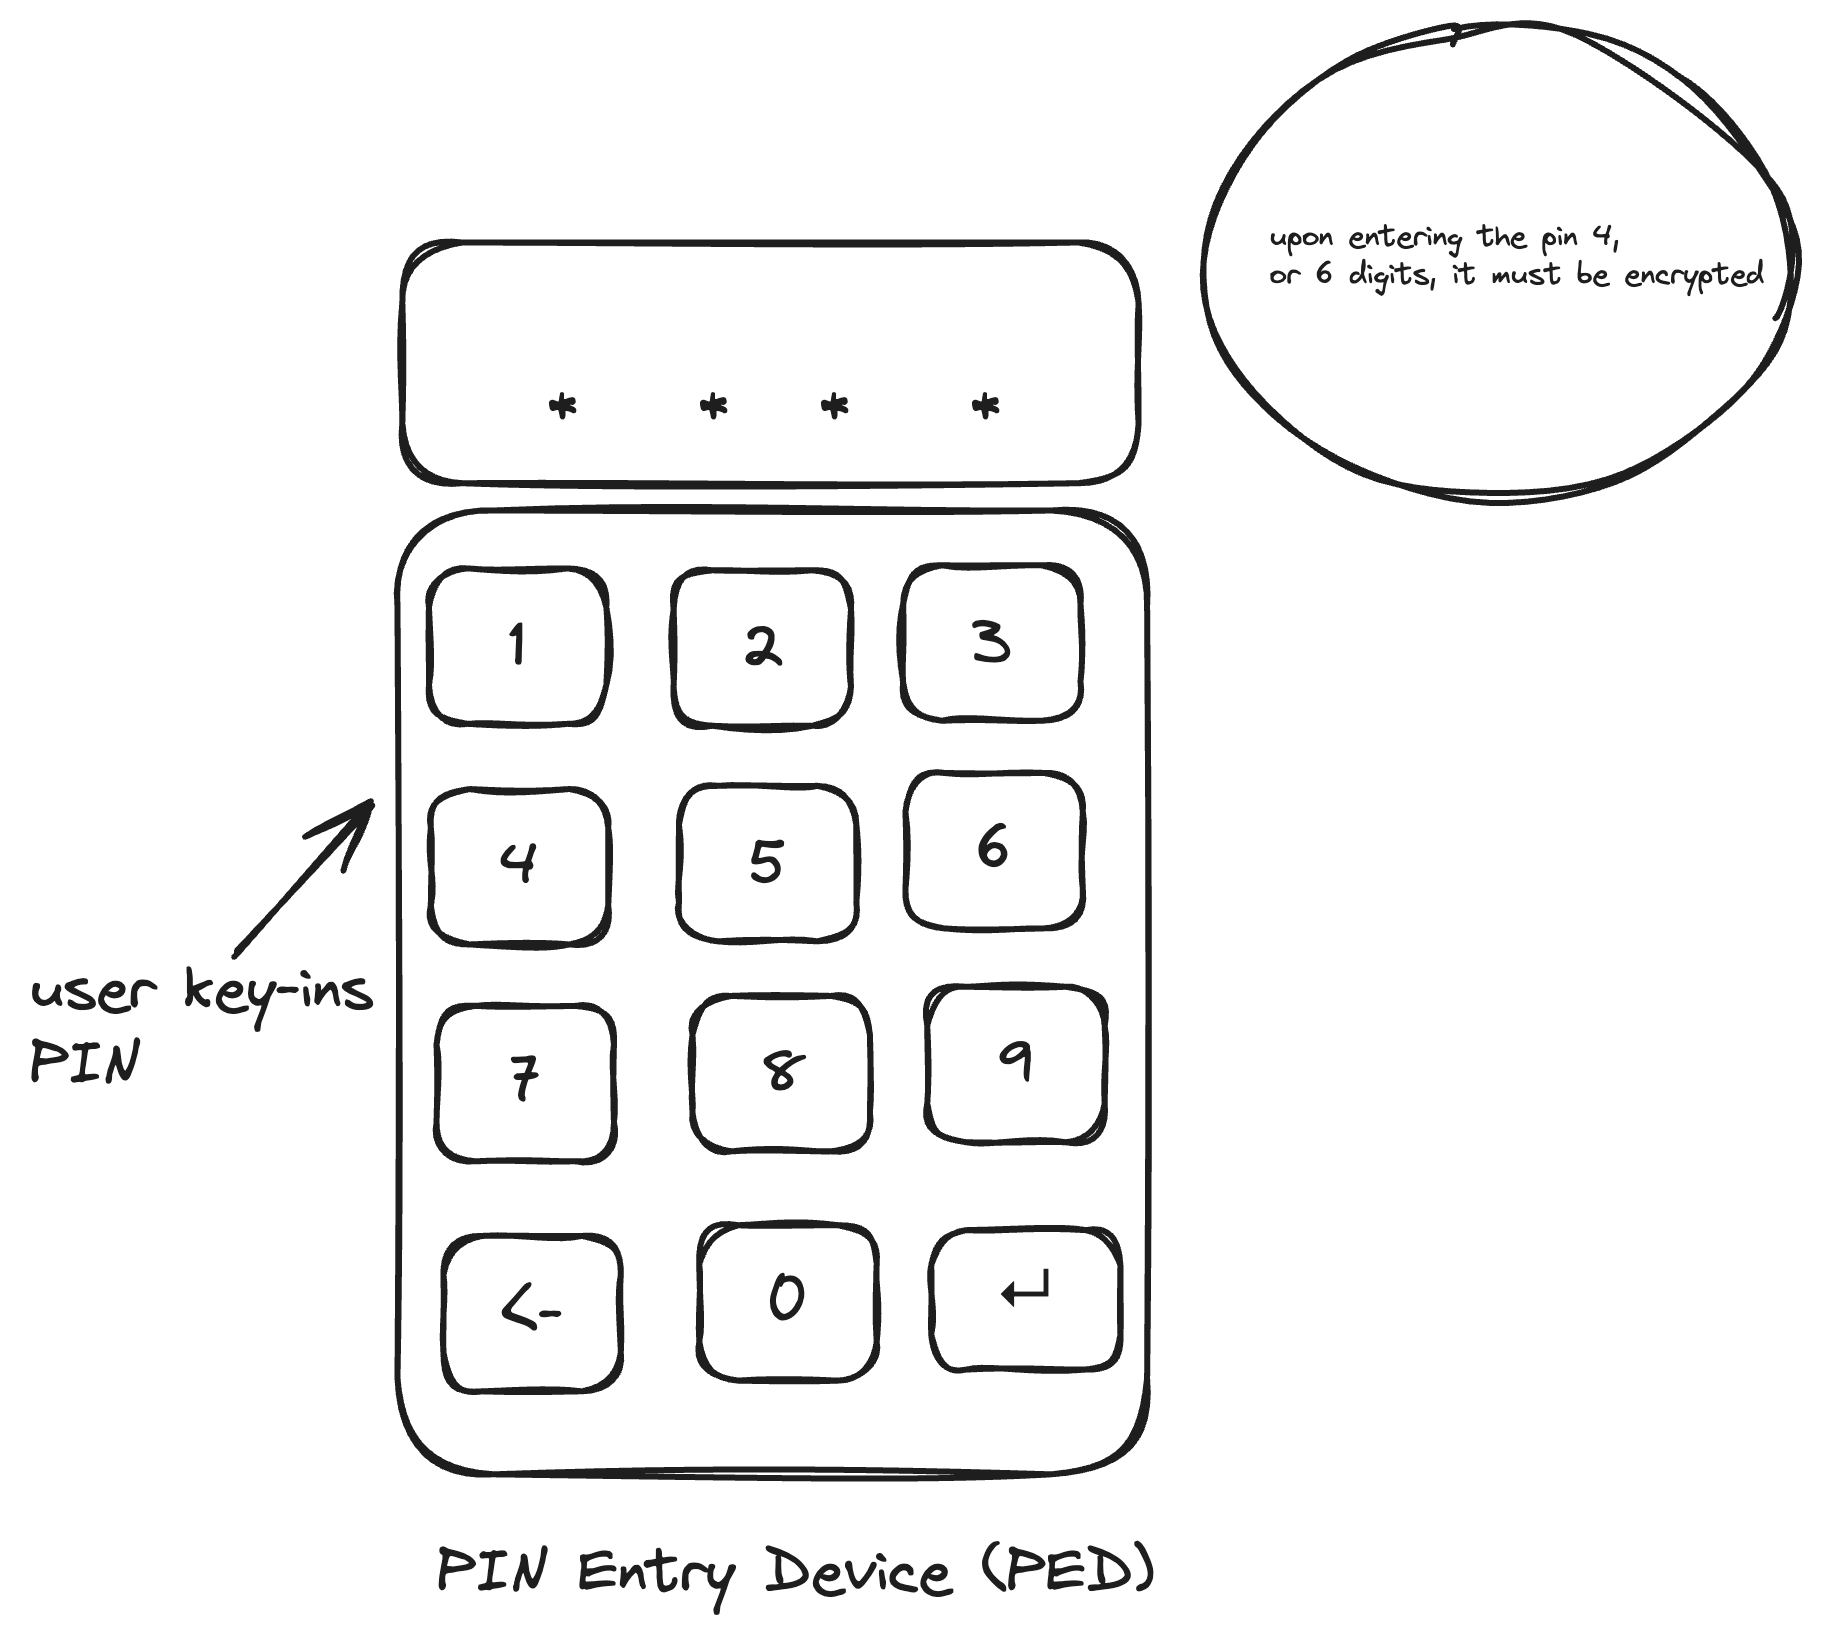 upon entering the pin 4,
or 6 digits, it must be encrypted
* * * *
1 2 3
4 5 6
user key-ins
PIN
7 8 9
<- 0 ↵
PIN Entry Device (PED)